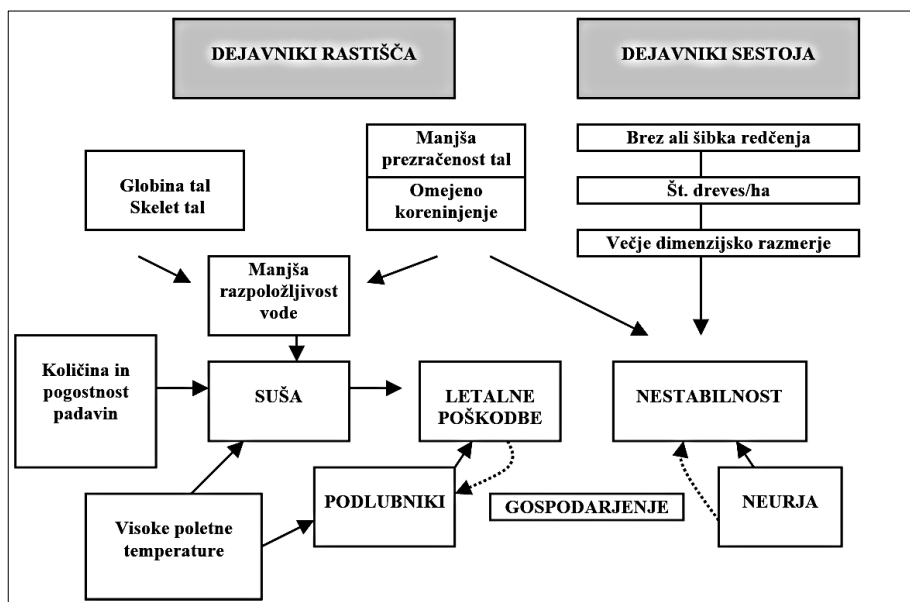 DEJAVNIKI RASTIŠČA
DEJAVNIKI SESTOJA
Globina tal
Skelet tal
Manjša
prezračenost tal
Omejeno
koreninjenje
Brez ali šibka redčenja
Št. dreves/ha
Večje dimenzijsko razmerje
Manjša
razpoložljivost
vode
Količina in
pogostnost
padavin
SUŠA
LETALNE
POŠKODBE
NESTABILNOST
Visoke poletne
temperature
PODLUBNIKI
GOSPODARJENJE
NEURJA